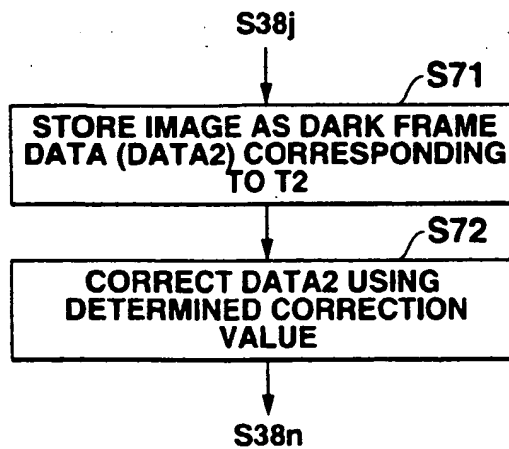 S38j
S71
STORE IMAGE AS DARK FRAME
DATA (DATA2) CORRESPONDING
TO T2
S72
CORRECT DATA2 USING
DETERMINED CORRECTION
VALUE
S38n